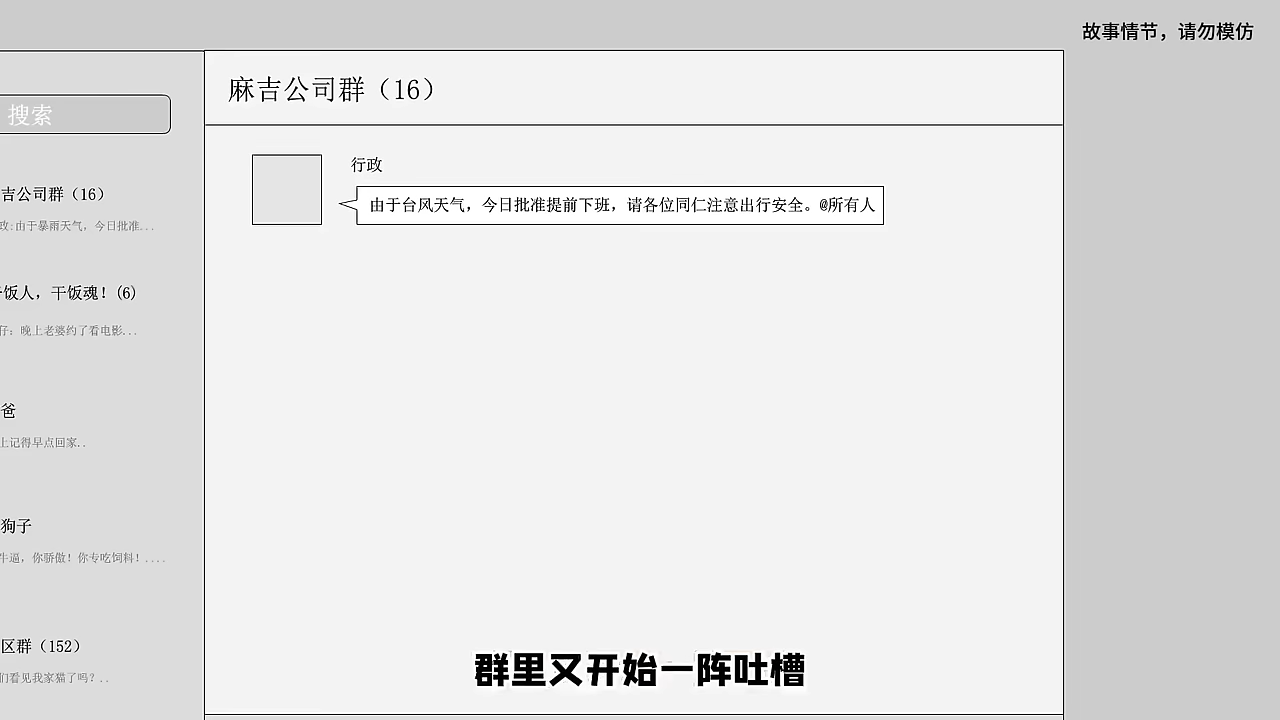 故事情节，请勿模仿
搜索
吉公司群（16）
政:由于暴雨天气，今日批准...
饭人，干饭魂！(6)
仔：晚上老婆约了看电影...
爸
上记得早点回家..
狗子
牛逼，你骄傲！你专吃饲料！....
区群（152）
们看见我家猫了吗？..
麻吉公司群（16）
行政
由于台风天气，今日批准提前下班，请各位同仁注意出行安全。@所有人
群里又开始一阵吐槽